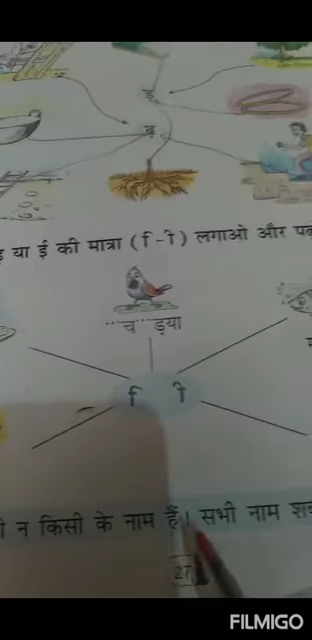 ड़
ब
या ई की मात्रा (ि - ी) लगाओ और
...च...ड़या
ि ी
न किसी के नाम हैं। सभी नाम
27
FILMIGO